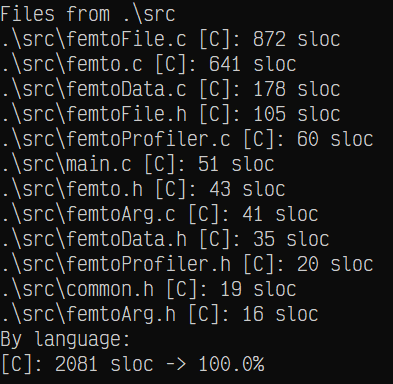 Files from .\src
.\src\femtoFile.c [C]: 872 sloc
.\src\femto.c [C]: 641 sloc
.\src\femtoData.c [C]: 178 sloc
.\src\femtoFile.h [C]: 105 sloc
.\src\femtoProfiler.c [C]: 60 sloc
.\src\main.c [C]: 51 sloc
.\src\femto.h [C]: 43 sloc
.\src\femtoArg.c [C]: 41 sloc
.\src\femtoData.h [C]: 35 sloc
.\src\femtoProfiler.h [C]: 20 sloc
.\src\common.h [C]: 19 sloc
.\src\femtoArg.h [C]: 16 sloc
By language:
[C]: 2081 sloc -> 100.0%